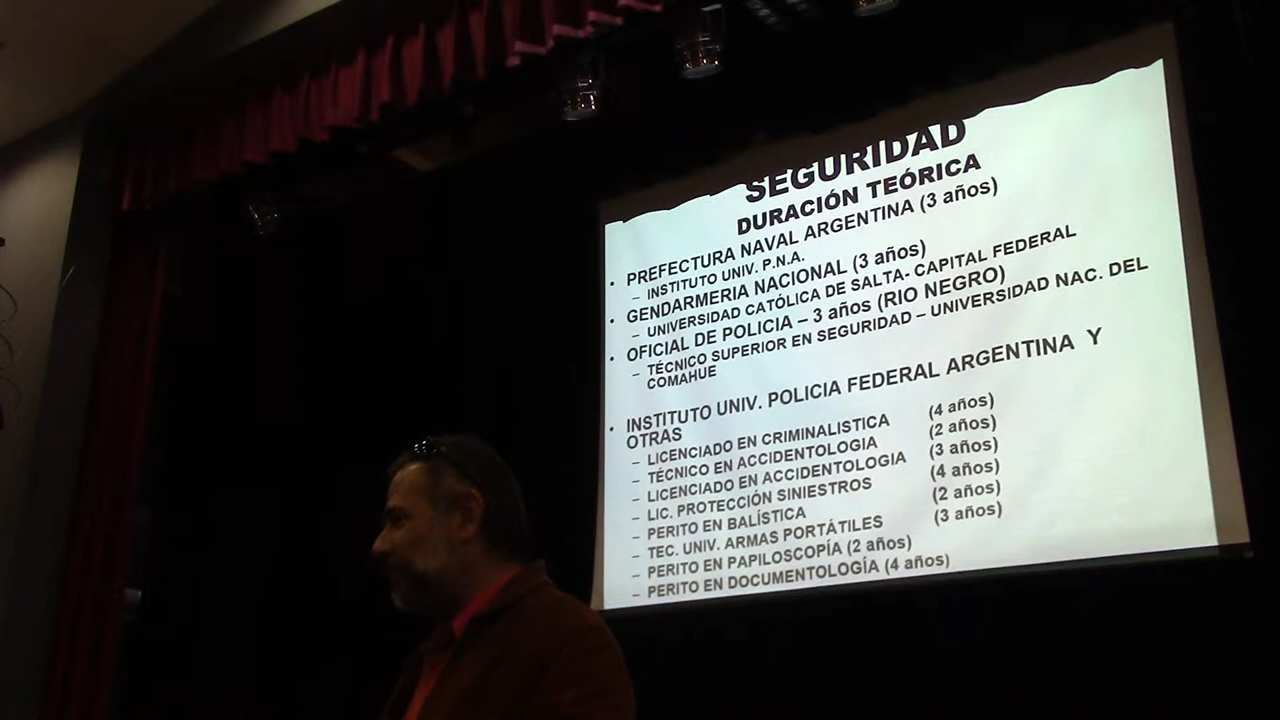 SEGURIDAD
DURACIÓN TEÓRICA
• PREFECTURA NAVAL ARGENTINA (3 años)
– INSTITUTO UNIV. P.N.A.
• GENDARMERIA NACIONAL (3 años)
– UNIVERSIDAD CATÓLICA DE SALTA- CAPITAL FEDERAL
• OFICIAL DE POLICIA – 3 años (RIO NEGRO)
– TÉCNICO SUPERIOR EN SEGURIDAD – UNIVERSIDAD NAC. DEL
COMAHUE
• INSTITUTO UNIV. POLICIA FEDERAL ARGENTINA Y
OTRAS
– LICENCIADO EN CRIMINALISTICA (4 años)
– TÉCNICO EN ACCIDENTOLOGIA (2 años)
– LICENCIADO EN ACCIDENTOLOGIA (3 años)
– LIC. PROTECCIÓN SINIESTROS (4 años)
– PERITO EN BALÍSTICA (2 años)
– TEC. UNIV. ARMAS PORTÁTILES (3 años)
– PERITO EN PAPILOSCOPÍA (2 años)
– PERITO EN DOCUMENTOLOGÍA (4 años)